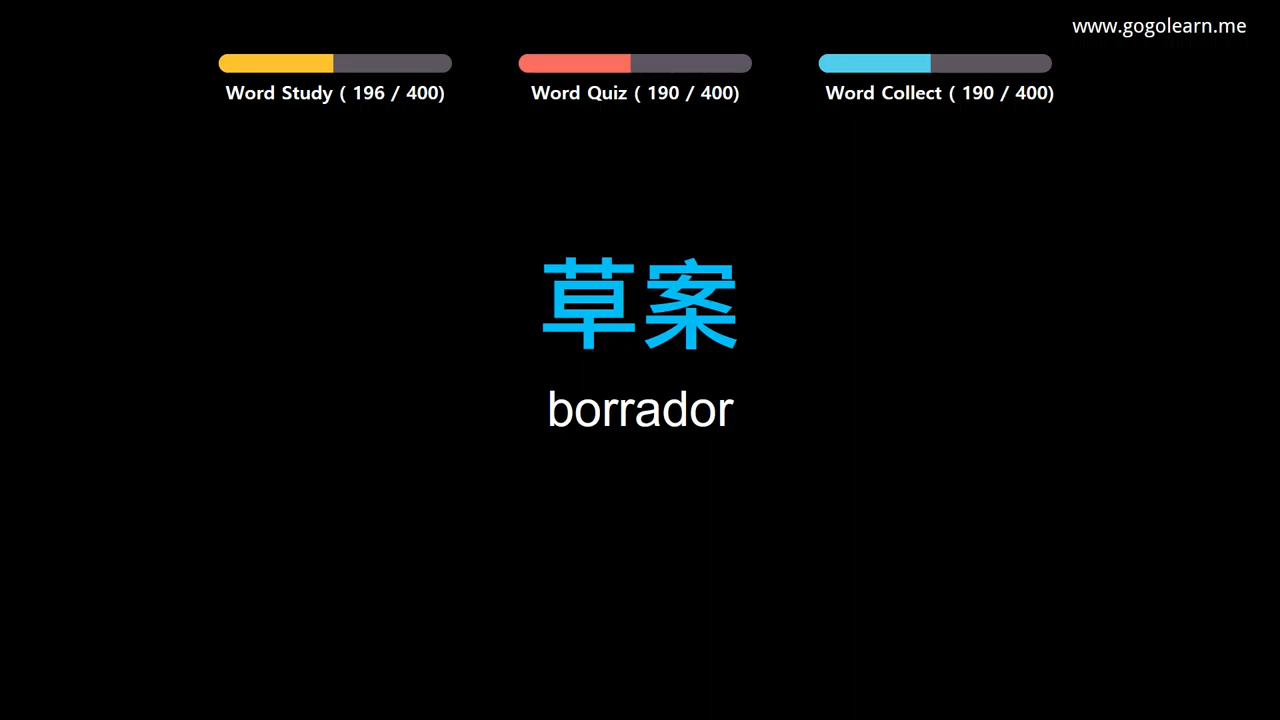 www.gogolearn.me
Word Study ( 196 / 400)
Word Quiz ( 190 / 400)
Word Collect ( 190 / 400)
草案
borrador